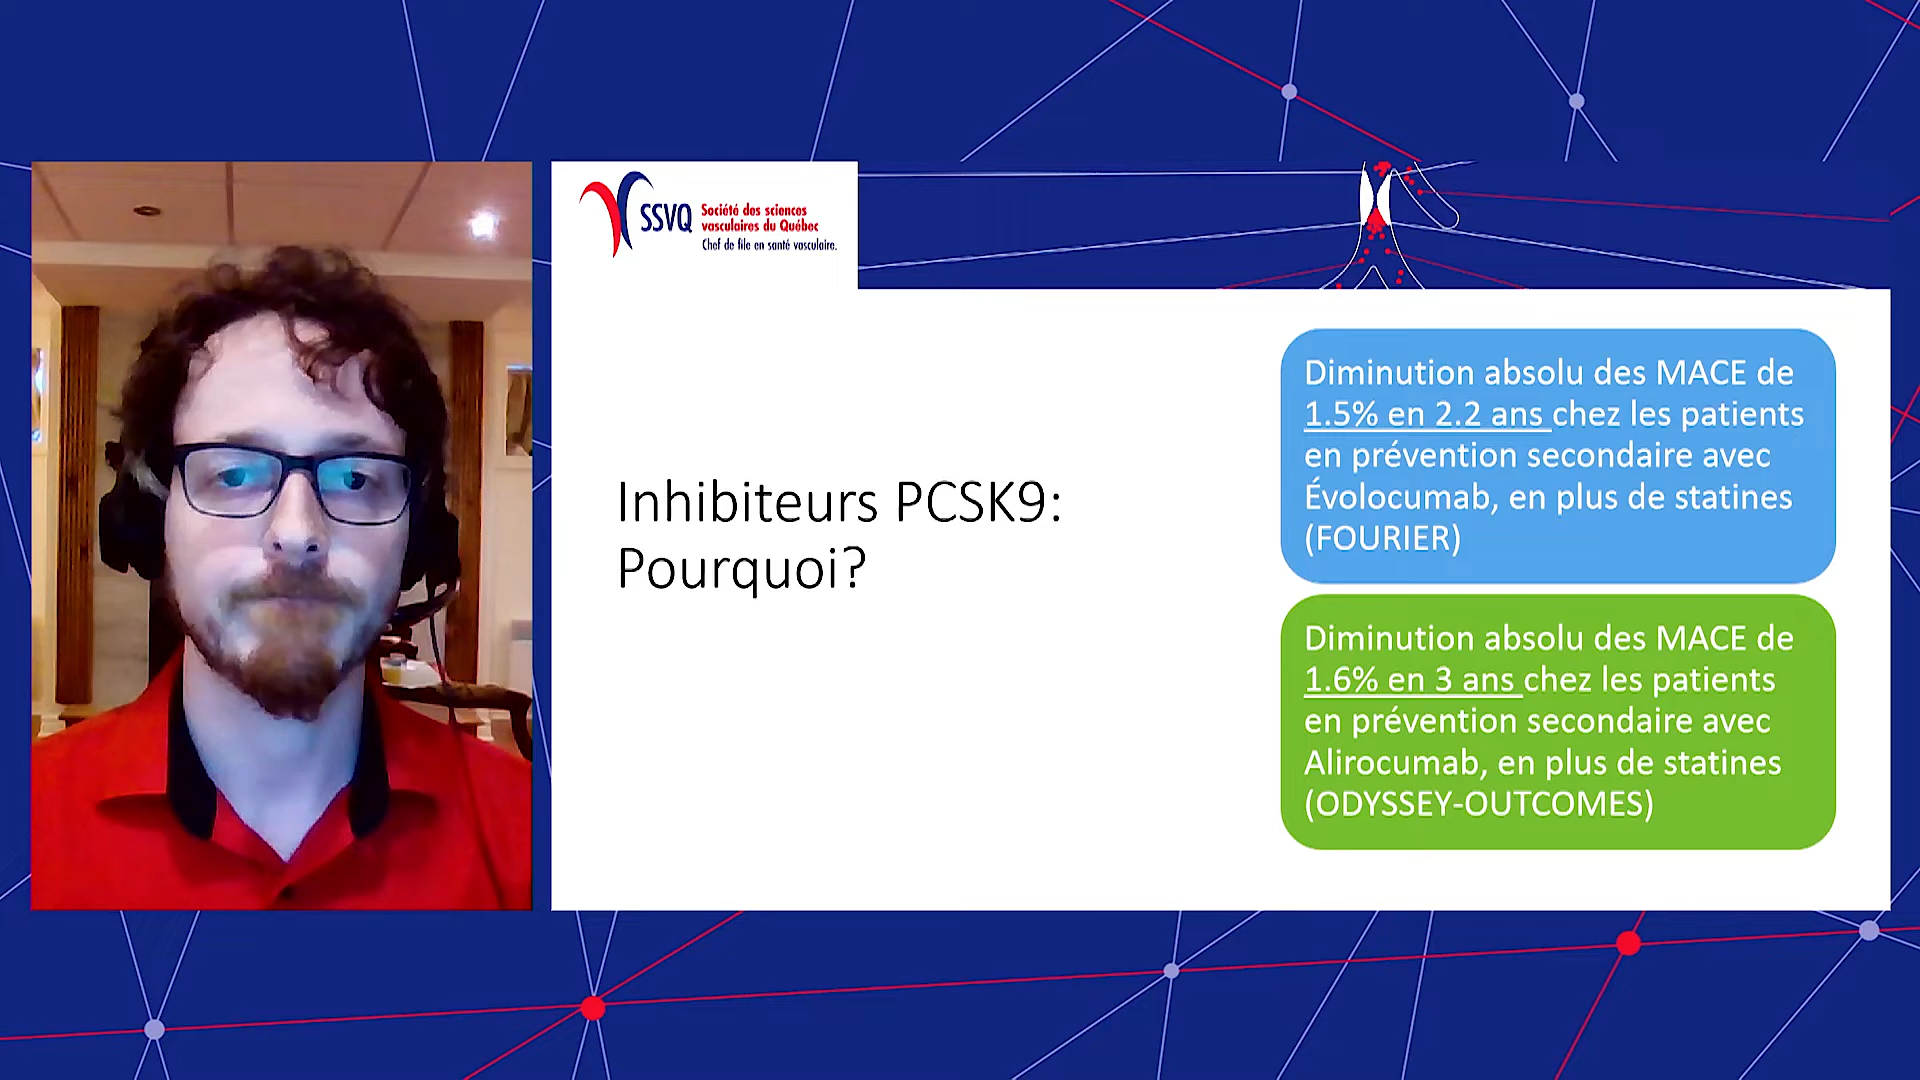 SSVQ
Société des sciences
vasculaires du Québec
Chef de file en santé vasculaire.
Inhibiteurs PCSK9:
Pourquoi?
Diminution absolu des MACE de
1.5% en 2.2 ans chez les patients
en prévention secondaire avec
Évolocumab, en plus de statines
(FOURIER)
Diminution absolu des MACE de
1.6% en 3 ans chez les patients
en prévention secondaire avec
Alirocumab, en plus de statines
(ODYSSEY-OUTCOMES)